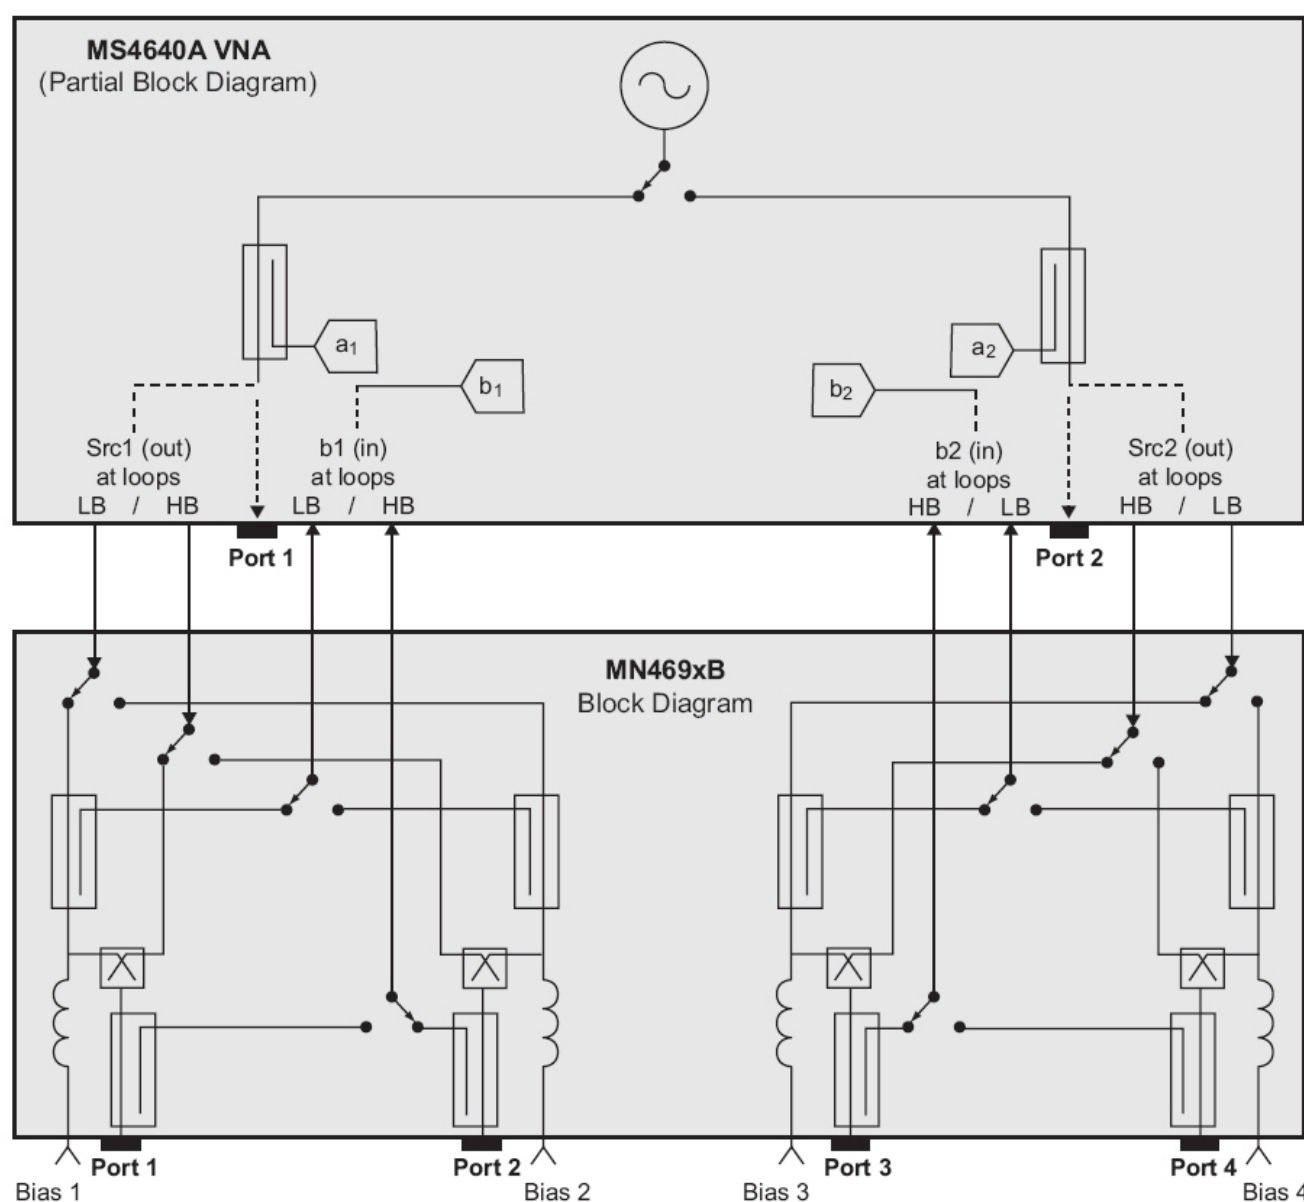 MS4640A VNA
(Partial Block Diagram)
a1
a2
b1
b2
Src1 (out)
at loops
LB / HB
b1 (in)
at loops
LB / HB
b2 (in)
at loops
HB / LB
Src2 (out)
at loops
HB / LB
Port 1
Port 2
MN469xB
Block Diagram
Port 1
Port 2
Port 3
Port 4
Bias 1
Bias 2
Bias 3
Bias 4